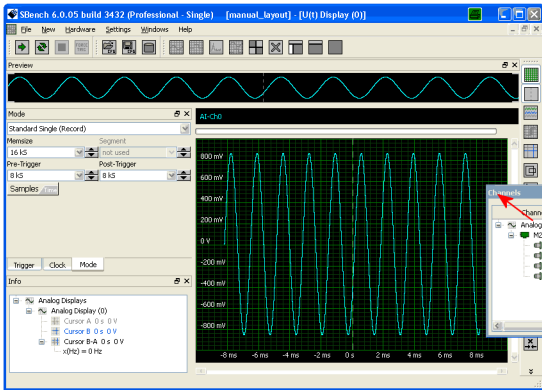 SBench 6.0.05 build 3432 (Professional - Single) [manual_layout] - [U(t) Display (0)]
File New Hardware Settings Windows Help
Preview
Mode
Standard Single (Record)
Memsize Segment
16 kS not used
Pre-Trigger Post-Trigger
8 kS 8 kS
Samples Time
Trigger Clock Mode
Info
Analog Displays
Analog Display (0)
Cursor A 0 s 0 V
Cursor B 0 s 0 V
Cursor B-A 0 s 0 V
x(Hz) = 0 Hz
AI-Ch0
800 mV
600 mV
400 mV
200 mV
0 V
-200 mV
-400 mV
-600 mV
-800 mV
-8 ms -6 ms -4 ms -2 ms 0 s 2 ms 4 ms 6 ms 8 ms
Channels
Channe
Analog
M2